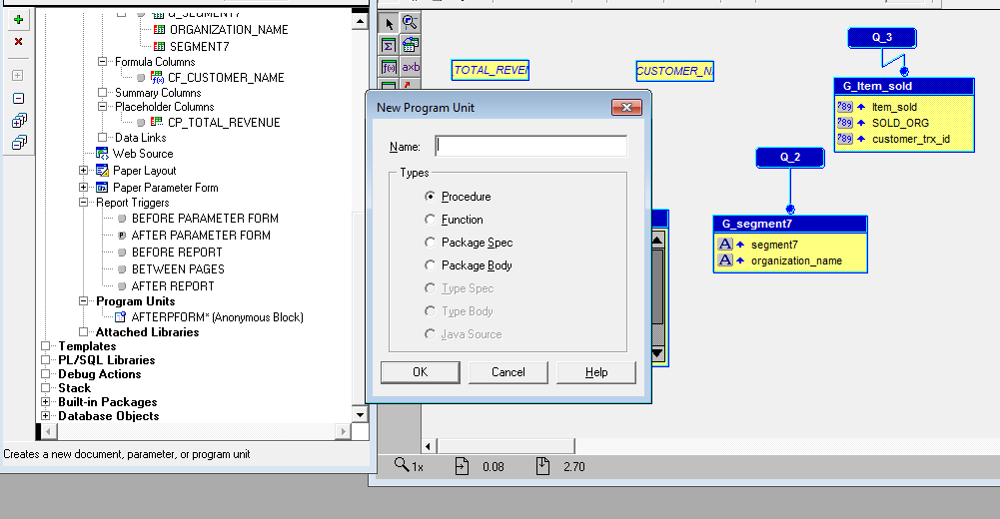 G_SEGMENT7
ORGANIZATION_NAME
SEGMENT7
Formula Columns
CF_CUSTOMER_NAME
Summary Columns
Placeholder Columns
CP_TOTAL_REVENUE
Data Links
Web Source
Paper Layout
Paper Parameter Form
Report Triggers
BEFORE PARAMETER FORM
AFTER PARAMETER FORM
BEFORE REPORT
BETWEEN PAGES
AFTER REPORT
Program Units
AFTERPFORM* (Anonymous Block)
Attached Libraries
Templates
PL/SQL Libraries
Debug Actions
Stack
Built-in Packages
Database Objects
Creates a new document, parameter, or program unit
Σ
f(x) a×b
TOTAL_REVEN
CUSTOMER_N
Q_3
G_Item_sold
789 Item_sold
789 SOLD_ORG
789 customer_trx_id
Q_2
G_segment7
A segment7
A organization_name
New Program Unit
Name:
Types
Procedure
Function
Package Spec
Package Body
Type Spec
Type Body
Java Source
OK Cancel Help
1x 0.08 2.70